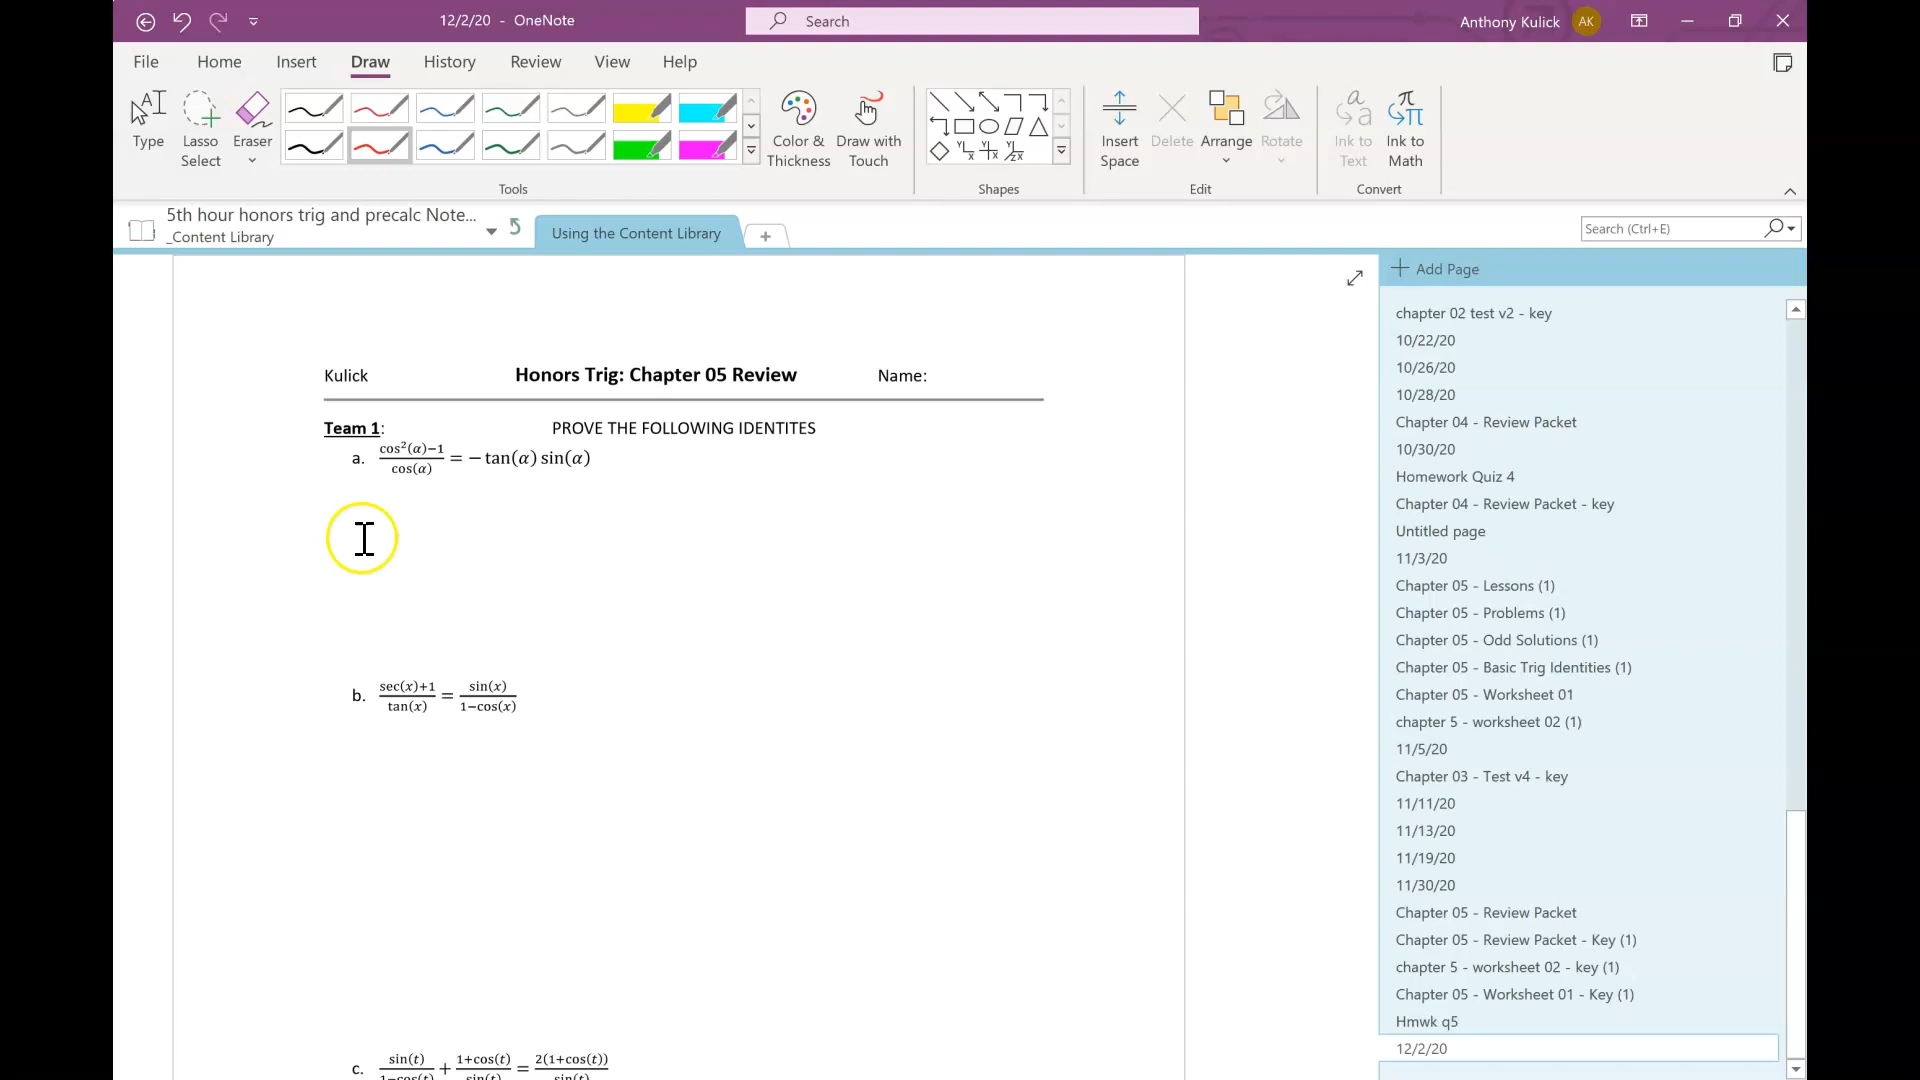 12/2/20 - OneNote
Search
Anthony Kulick
AK
File
Home
Insert
Draw
History
Review
View
Help
Type
Lasso Select
Eraser
Color & Thickness
Draw with Touch
Insert Space
Delete
Arrange
Rotate
Ink to Text
Ink to Math
Tools
Shapes
Edit
Convert
5th hour honors trig and precalc Note...
_Content Library
Using the Content Library
Search (Ctrl+E)
Add Page
Kulick
Honors Trig: Chapter 05 Review
Name:
Team 1:
PROVE THE FOLLOWING IDENTITES
a. cos²(α)−1 / cos(α) = − tan(α) sin(α)
b. sec(x)+1 / tan(x) = sin(x) / 1−cos(x)
c. sin(t) / 1−cos(t) + 1+cos(t) / sin(t) = 2(1+cos(t)) / sin(t)
chapter 02 test v2 - key
10/22/20
10/26/20
10/28/20
Chapter 04 - Review Packet
10/30/20
Homework Quiz 4
Chapter 04 - Review Packet - key
Untitled page
11/3/20
Chapter 05 - Lessons (1)
Chapter 05 - Problems (1)
Chapter 05 - Odd Solutions (1)
Chapter 05 - Basic Trig Identities (1)
Chapter 05 - Worksheet 01
chapter 5 - worksheet 02 (1)
11/5/20
Chapter 03 - Test v4 - key
11/11/20
11/13/20
11/19/20
11/30/20
Chapter 05 - Review Packet
Chapter 05 - Review Packet - Key (1)
chapter 5 - worksheet 02 - key (1)
Chapter 05 - Worksheet 01 - Key (1)
Hmwk q5
12/2/20